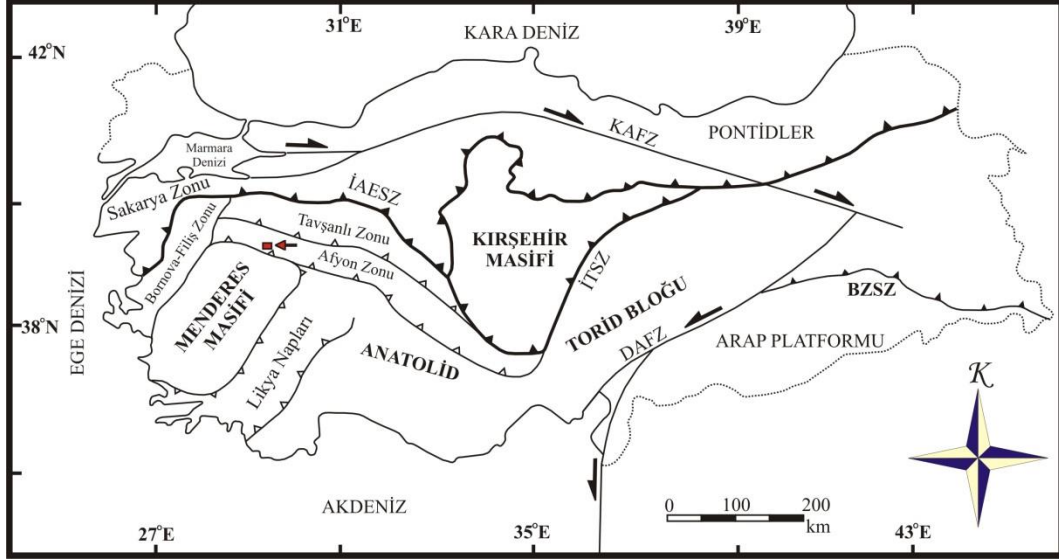 31°E
39°E
42°N
KARA DENİZ
KAFZ
PONTİDLER
Marmara
Denizi
Sakarya Zonu
İAESZ
Bornova-Filiş Zonu
Tavşanlı Zonu
Afyon Zonu
KIRŞEHİR
MASİFİ
İTSZ
MENDERES
MASİFİ
EGE DENİZİ
38°N
Likya Napları
ANATOLİD
TORID BLOĞU
DAFZ
BZSZ
ARAP PLATFORMU
K
AKDENİZ
0 100 200
km
27°E
35°E
43°E